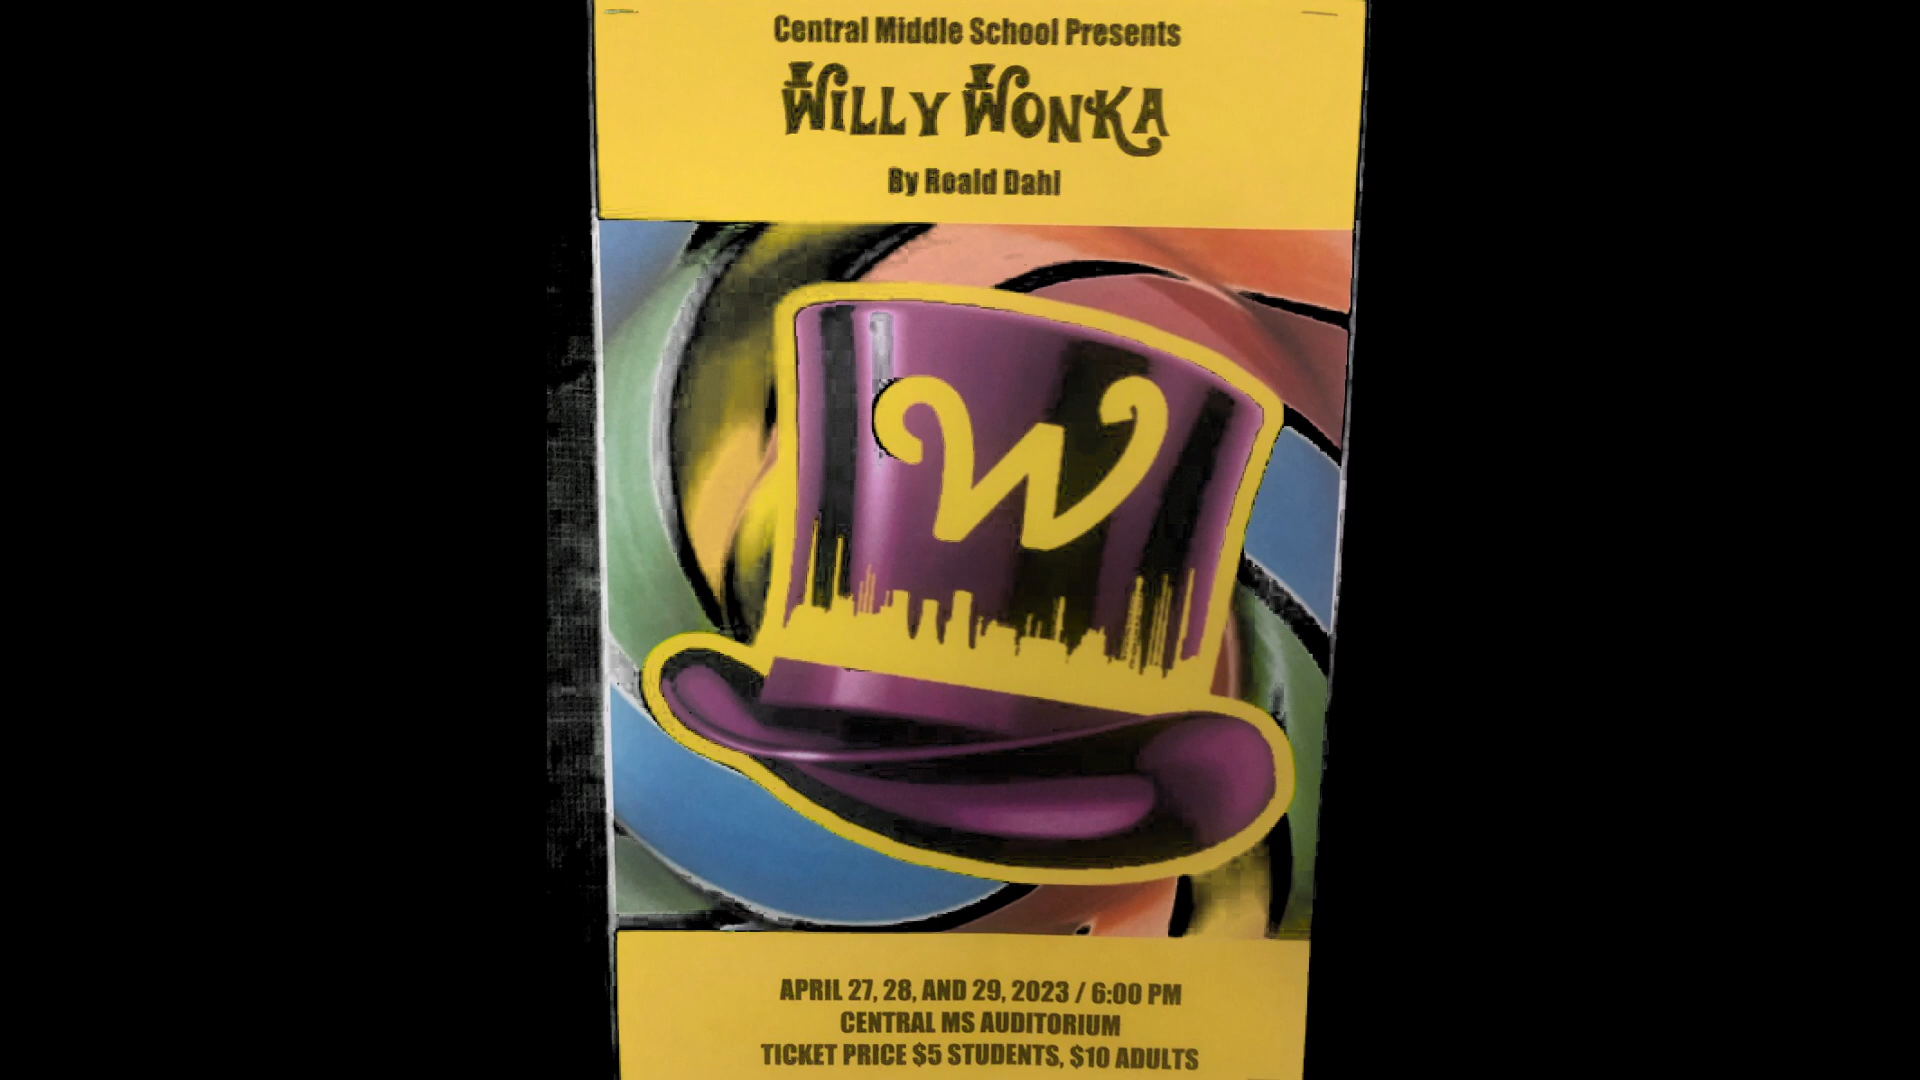 Central Middle School Presents
WILLY WONKA
By Roald Dahl
W
APRIL 27, 28, AND 29, 2023 / 6:00 PM
CENTRAL MS AUDITORIUM
TICKET PRICE $5 STUDENTS, $10 ADULTS